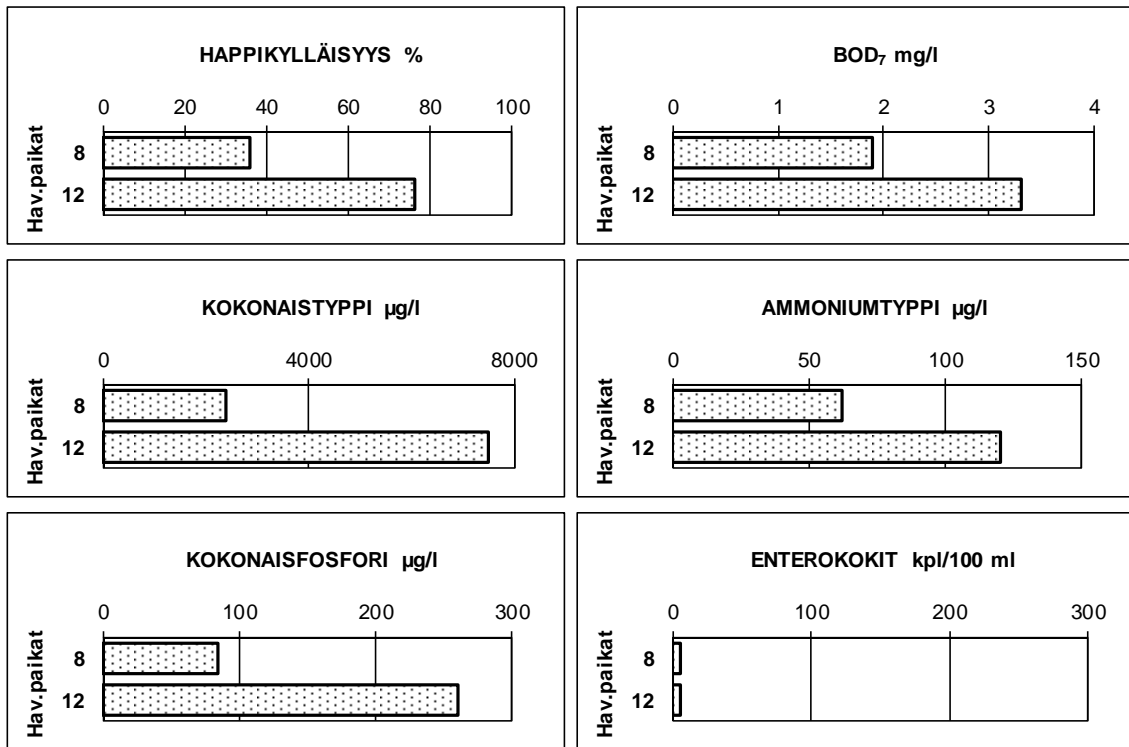 HAPPIKYLLÄISYYS %
0 20 40 60 80 100
Hav.paikat
8
12
BOD₇ mg/l
0 1 2 3 4
Hav.paikat
8
12
KOKONAISTYPPI µg/l
0 4000 8000
Hav.paikat
8
12
AMMONIUMTYPPI µg/l
0 50 100 150
Hav.paikat
8
12
KOKONAISFOSFORI µg/l
0 100 200 300
Hav.paikat
8
12
ENTEROKOKIT kpl/100 ml
0 100 200 300
Hav.paikat
8
12